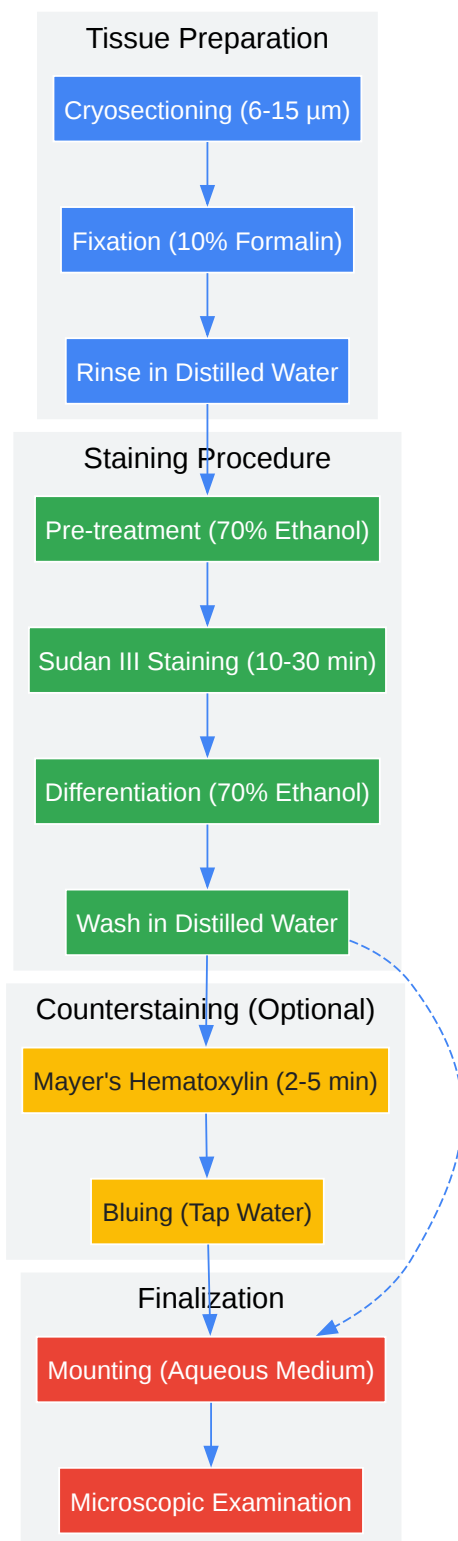 Tissue Preparation
Cryosectioning (6-15 µm)
Fixation (10% Formalin)
Rinse in Distilled Water
Staining Procedure
Pre-treatment (70% Ethanol)
Sudan III Staining (10-30 min)
Differentiation (70% Ethanol)
Wash in Distilled Water
Counterstaining (Optional)
Mayer's Hematoxylin (2-5 min)
Bluing (Tap Water)
Finalization
Mounting (Aqueous Medium)
Microscopic Examination